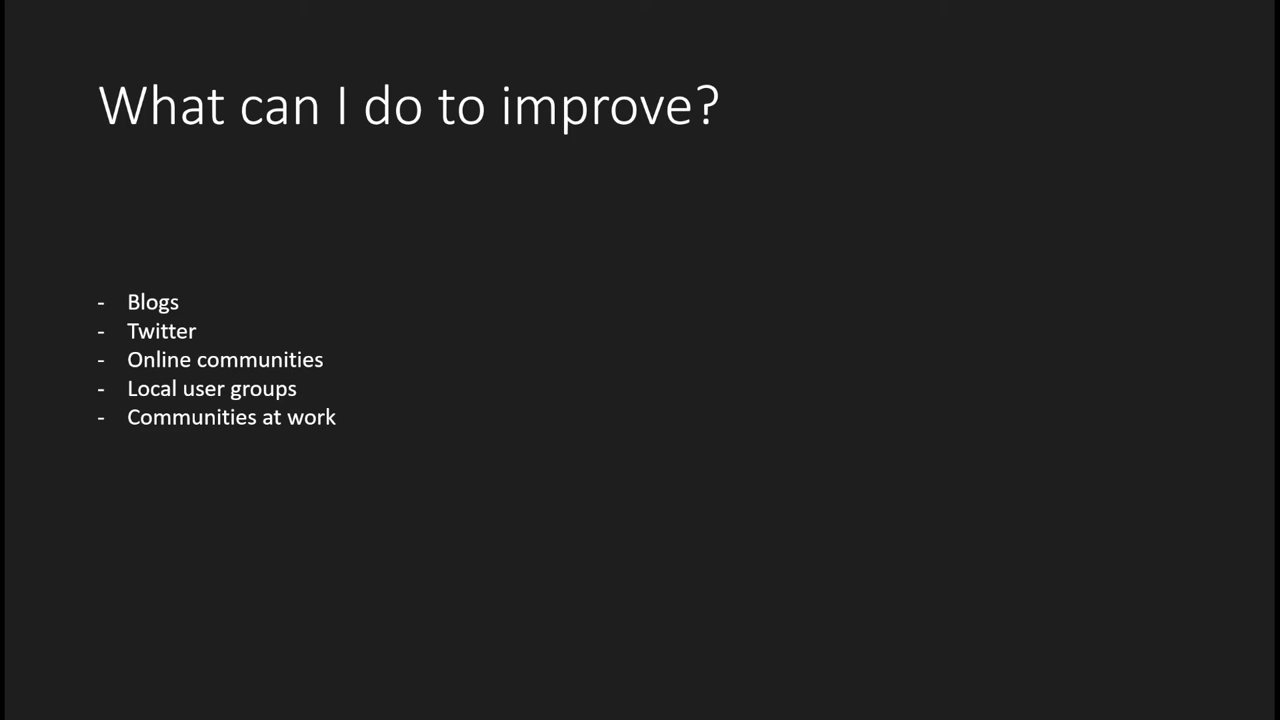 What can I do to improve?
- Blogs
- Twitter
- Online communities
- Local user groups
- Communities at work